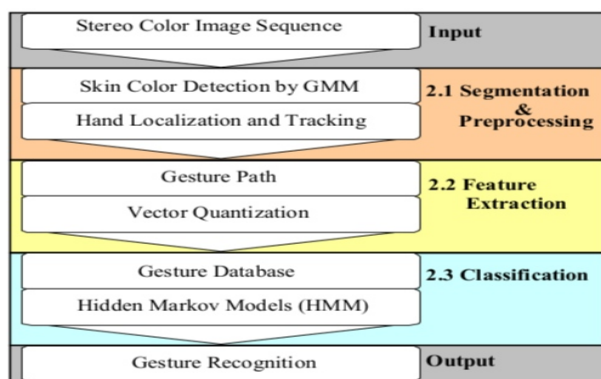 Stereo Color Image Sequence
Input
Skin Color Detection by GMM
Hand Localization and Tracking
2.1 Segmentation
&
Preprocessing
Gesture Path
Vector Quantization
2.2 Feature
Extraction
Gesture Database
Hidden Markov Models (HMM)
2.3 Classification
Gesture Recognition
Output